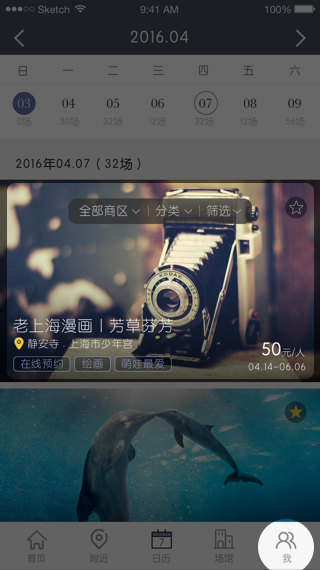 Sketch 9:41 AM 100%
2016.04
日 一 二 三 四 五 六
03 04 05 06 07 08 09
0场 30场 32场 12场 32场 12场 56场
2016年04.07（32场）
全部商区 | 分类 | 筛选
KODAK
老上海漫画丨芳草芬芳
静安寺 . 上海市少年宫
50元/人
在线预约 绘画 萌娃最爱
04.14-06.06
7
首页 附近 日历 场馆 我